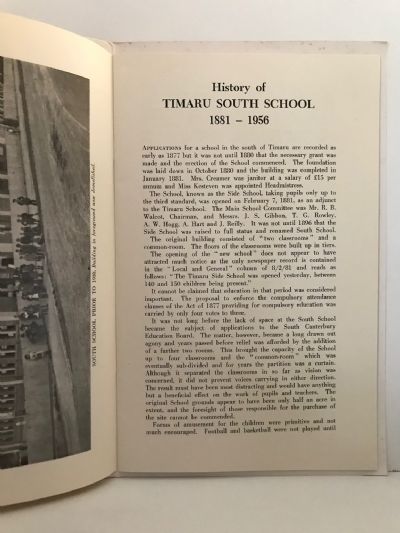 History of
TIMARU SOUTH SCHOOL
1881 – 1956
APPLICATIONS for a school in the south of Timaru are recorded as
early as 1877 but it was not until 1880 that the necessary grant was
made and the erection of the School commenced. The foundation
was laid down in October 1880 and the building was completed in
January 1881. Mrs. Creamer was janitor at a salary of £15 per
annum and Miss Kesteven was appointed Headmistress.
The School, known as the Side School, taking pupils only up to
the third standard, was opened on February 7, 1881, as an adjunct
to the Timaru School. The Main School Committee was Mr. R. B.
Walcot, Chairman, and Messrs. J. S. Gibbson, T. G. Rowley,
A. W. Hogg, A. Hart and J. Reilly. It was not until 1896 that the
Side School was raised to full status and renamed South School.
The original building consisted of "two classrooms" and a
common-room. The floors of the classrooms were built up in tiers.
The opening of the "new school" does not appear to have
attracted much notice as the only newspaper record is contained
in the "Local and General" column of 8/2/81 and reads as
follows: "The Timaru Side School was opened yesterday, between
140 and 150 children being present."
It cannot be claimed that education in that period was considered
important. The proposal to enforce the compulsory attendance
clauses of the Act of 1877 providing for compulsory education was
carried by only four votes to three.
It was not long before the lack of space at the South School
became the subject of applications to the South Canterbury
Education Board. The matter, however, became a long drawn out
agony and years passed before relief was afforded by the addition
of a further two rooms. This brought the capacity of the School
up to four classrooms and the "common-room" which was
eventually sub-divided and for years the partition was a curtain.
Although it separated the classrooms in so far as vision was
concerned, it did not prevent voices carrying in either direction.
The result must have been most distracting and would have anything
but a beneficial effect on the work of pupils and teachers. The
original School grounds appear to have been only half an acre in
extent, and the foresight of those responsible for the purchase of
the site cannot be commended.
Forms of amusement for the children were primitive and not
much encouraged. Football and basketball were not played until
SOUTH SCHOOL PRIOR TO 1936. Building in foreground now demolished.